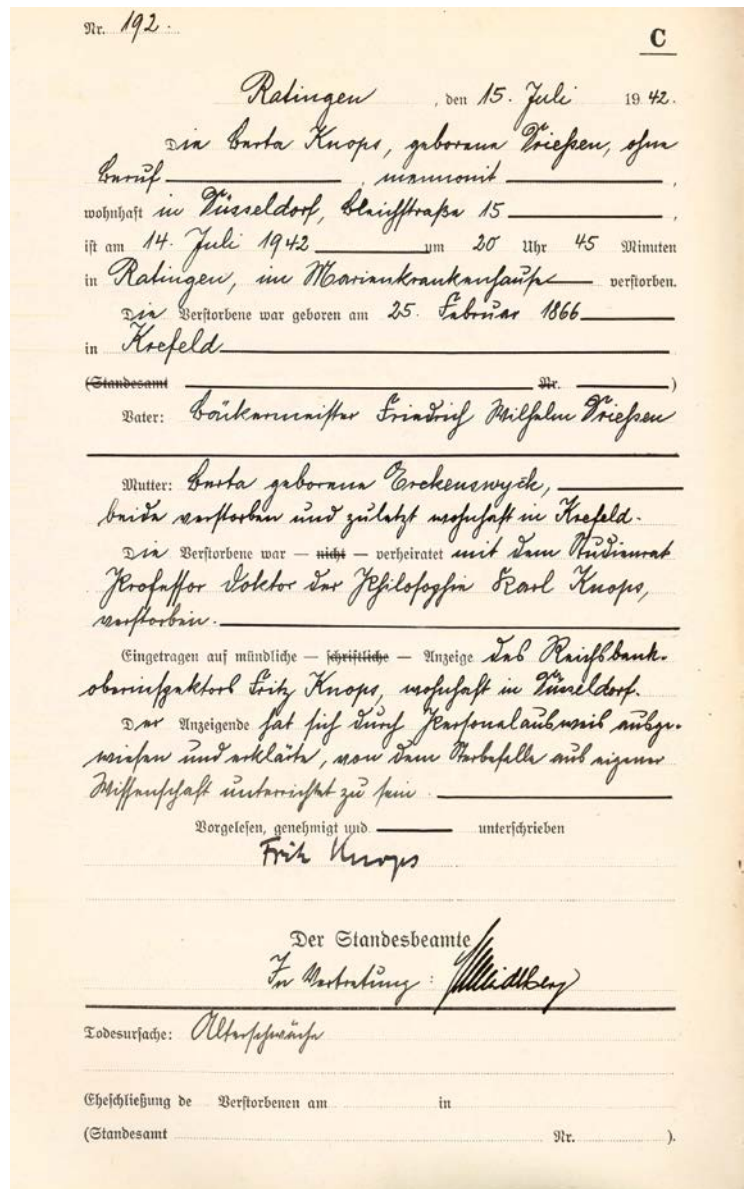 Nr. 192.
C
Ratingen, den 15. Juli 1942.
Die Berta Knops, geborene Drießen, ohne
Beruf, mennonit,
wohnhaft in Düsseldorf, Bleichstraße 15,
ist am 14. Juli 1942 um 20 Uhr 45 Minuten
in Ratingen, im Marienkrankenhause verstorben.
Die Verstorbene war geboren am 25. Februar 1866
in Krefeld
(Standesamt Nr. )
Vater: Bäckermeister Friedrich Wilhelm Drießen
Mutter: Berta geborene Erckenswyck,
beide verstorben und zuletzt wohnhaft in Krefeld.
Die Verstorbene war — nicht — verheiratet mit dem Studienrat
Professor Doktor der Philosophie Karl Knops,
verstorben.
Eingetragen auf mündliche — schriftliche — Anzeige des Reichsbank-
oberinspektors Fritz Knops, wohnhaft in Düsseldorf.
Der Anzeigende hat sich durch Personalausweis ausge-
wiesen und erklärte, von dem Sterbefalle aus eigener
Wissenschaft unterrichtet zu sein.
Vorgelesen, genehmigt und unterschrieben
Fritz Knops
Der Standesbeamte
In Vertretung:
Todesursache: Altersschwäche
Eheschließung de Verstorbenen am in
(Standesamt Nr. ).